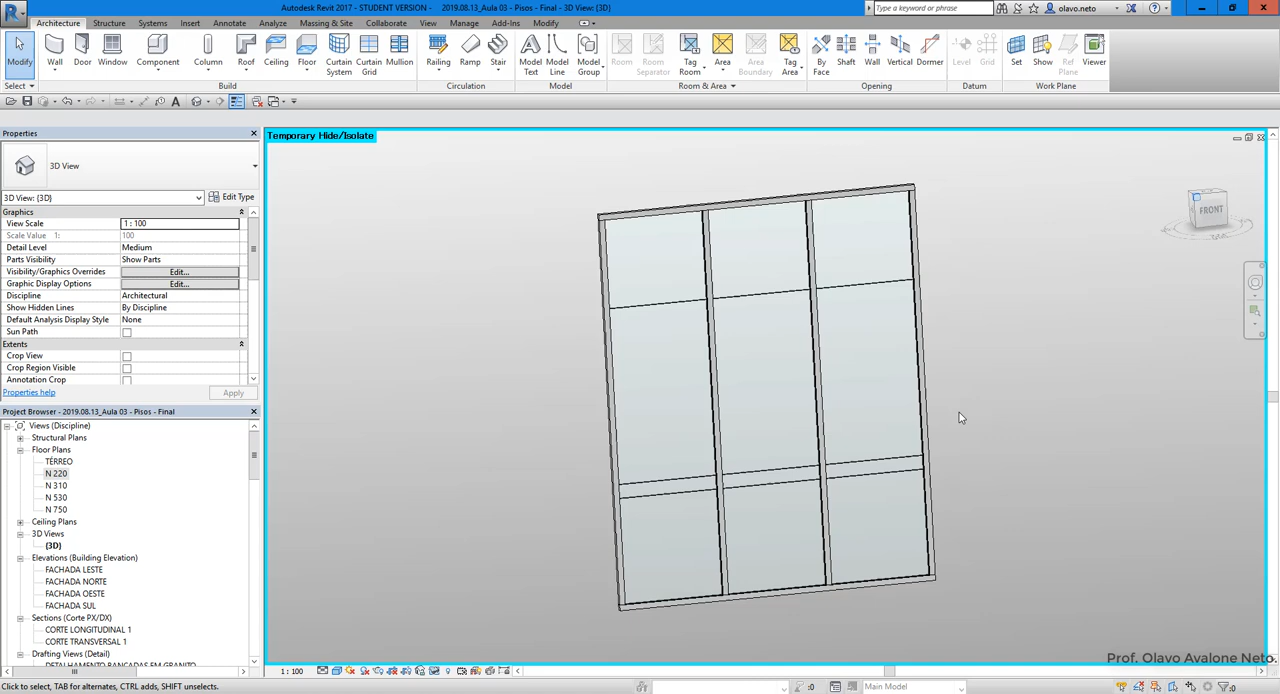 Autodesk Revit 2017 - STUDENT VERSION - 2019.08.13_Aula 03 - Pisos - Final - 3D View: {3D}
Type a keyword or phrase
olavo.neto
Architecture Structure Systems Insert Annotate Analyze Massing & Site Collaborate View Manage Add-Ins Modify
Modify Wall Door Window Component Column Roof Ceiling Floor Curtain System Curtain Grid Mullion Railing Ramp Stair Model Text Model Line Model Group Room Room Separator Tag Room Area Area Boundary Tag Area By Face Shaft Wall Vertical Dormer Level Grid Set Show Ref Plane Viewer
Select Build Circulation Model Room & Area Opening Datum Work Plane
Properties
3D View
3D View: {3D} Edit Type
Graphics
View Scale 1 : 100
Scale Value 1: 100
Detail Level Medium
Parts Visibility Show Parts
Visibility/Graphics Overrides Edit...
Graphic Display Options Edit...
Discipline Architectural
Show Hidden Lines By Discipline
Default Analysis Display Style None
Sun Path
Extents
Crop View
Crop Region Visible
Annotation Crop
Properties help Apply
Project Browser - 2019.08.13_Aula 03 - Pisos - Final
Views (Discipline)
Structural Plans
Floor Plans
TÉRREO
N 220
N 310
N 530
N 750
Ceiling Plans
3D Views
{3D}
Elevations (Building Elevation)
FACHADA LESTE
FACHADA NORTE
FACHADA OESTE
FACHADA SUL
Sections (Corte PX/DX)
CORTE LONGITUDINAL 1
CORTE TRANSVERSAL 1
Drafting Views (Detail)
DETALHAMENTO BANCADAS EM GRANITO
Temporary Hide/Isolate
FRONT
Prof. Olavo Avalone Neto.
1 : 100
Click to select, TAB for alternates, CTRL adds, SHIFT unselects.
:0
Main Model
:0